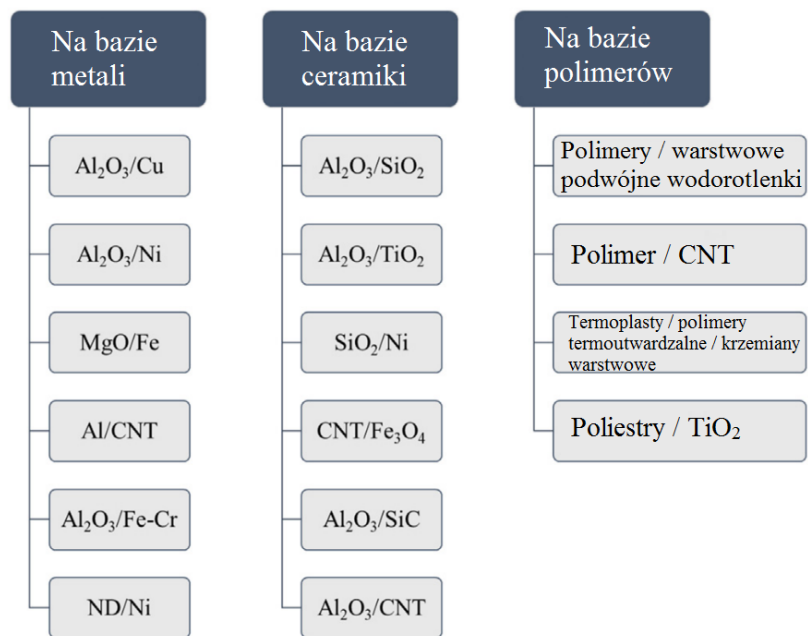 Na bazie
metali
Al₂O₃/Cu
Al₂O₃/Ni
MgO/Fe
Al/CNT
Al₂O₃/Fe-Cr
ND/Ni
Na bazie
ceramiki
Al₂O₃/SiO₂
Al₂O₃/TiO₂
SiO₂/Ni
CNT/Fe₃O₄
Al₂O₃/SiC
Al₂O₃/CNT
Na bazie
polimerów
Polimery / warstwowe
podwójne wodorotlenki
Polimer / CNT
Termoplasty / polimery
termoutwardzalne / krzemiany
warstwowe
Poliestry / TiO₂